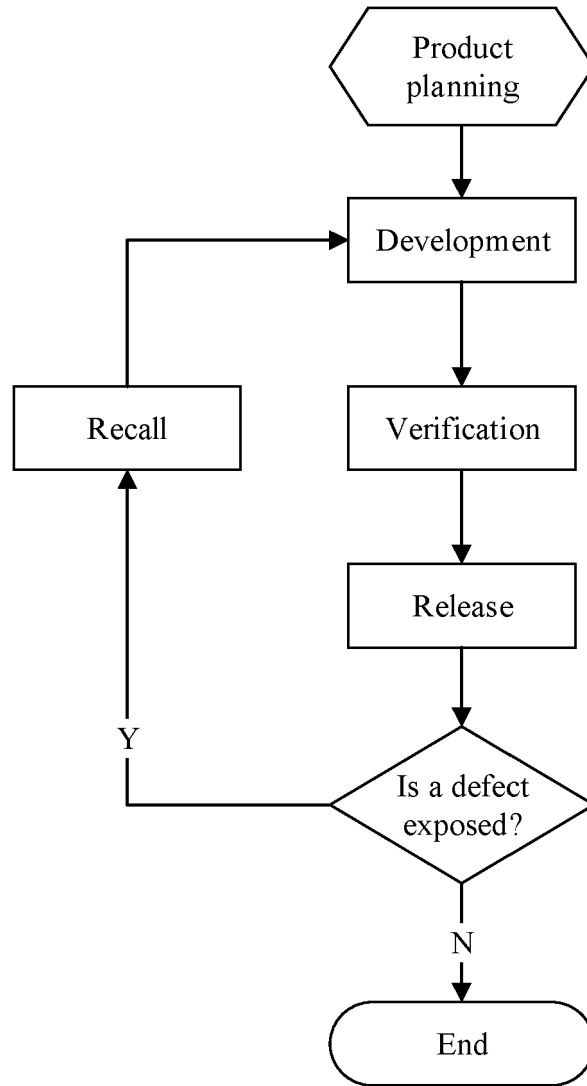 Product
planning
Development
Recall
Verification
Release
Y
Is a defect
exposed?
N
End